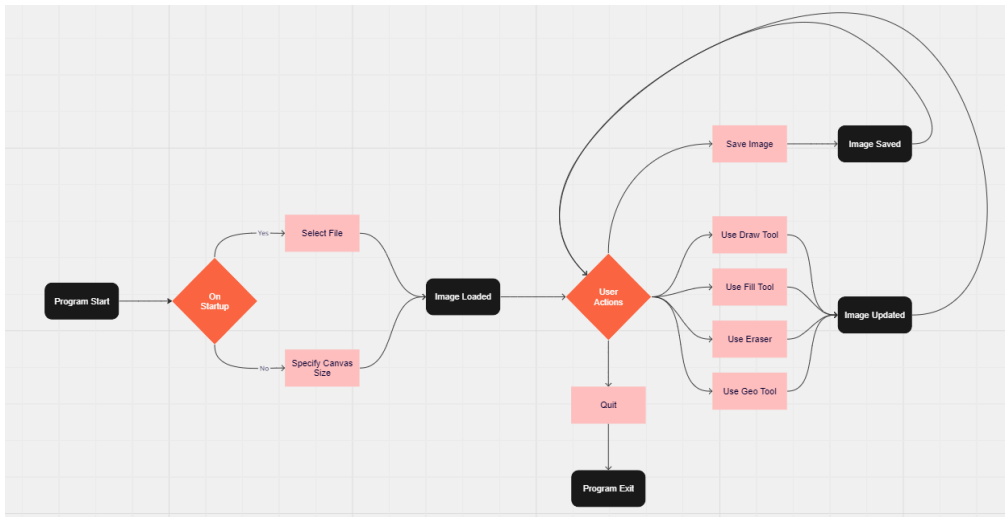 Program Start
On
Startup
Yes
No
Select File
Specify Canvas
Size
Image Loaded
User
Actions
Save Image
Image Saved
Use Draw Tool
Use Fill Tool
Use Eraser
Use Geo Tool
Image Updated
Quit
Program Exit